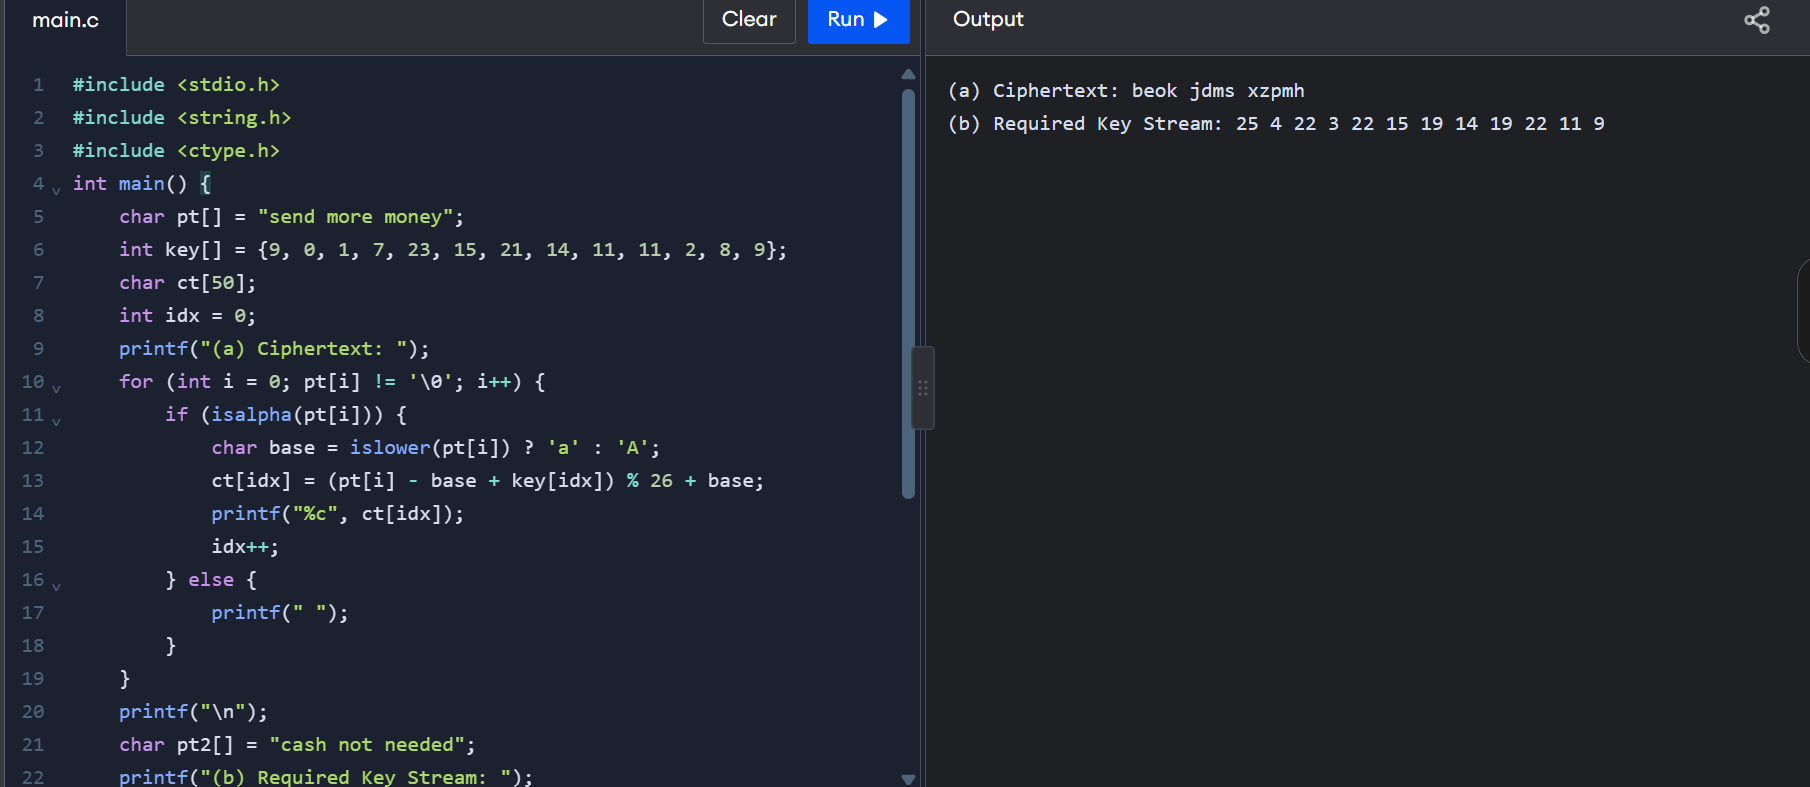 main.c
Clear
Run
Output
1 #include <stdio.h>
2 #include <string.h>
3 #include <ctype.h>
4 int main() {
5     char pt[] = "send more money";
6     int key[] = {9, 0, 1, 7, 23, 15, 21, 14, 11, 11, 2, 8, 9};
7     char ct[50];
8     int idx = 0;
9     printf("(a) Ciphertext: ");
10     for (int i = 0; pt[i] != '\0'; i++) {
11         if (isalpha(pt[i])) {
12             char base = islower(pt[i]) ? 'a' : 'A';
13             ct[idx] = (pt[i] - base + key[idx]) % 26 + base;
14             printf("%c", ct[idx]);
15             idx++;
16         } else {
17             printf(" ");
18         }
19     }
20     printf("\n");
21     char pt2[] = "cash not needed";
22     printf("(b) Required Key Stream: ");
(a) Ciphertext: beok jdms xzpmh
(b) Required Key Stream: 25 4 22 3 22 15 19 14 19 22 11 9